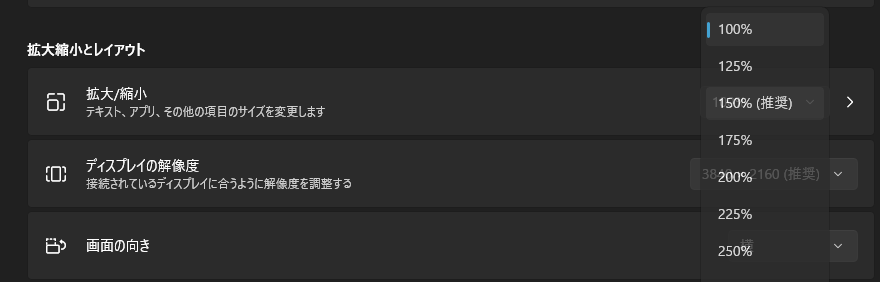 拡大縮小とレイアウト
拡大/縮小
テキスト、アプリ、その他の項目のサイズを変更します
ディスプレイの解像度
接続されているディスプレイに合うように解像度を調整する
2160 (推奨)
画面の向き
横
100%
125%
150% (推奨)
175%
200%
225%
250%